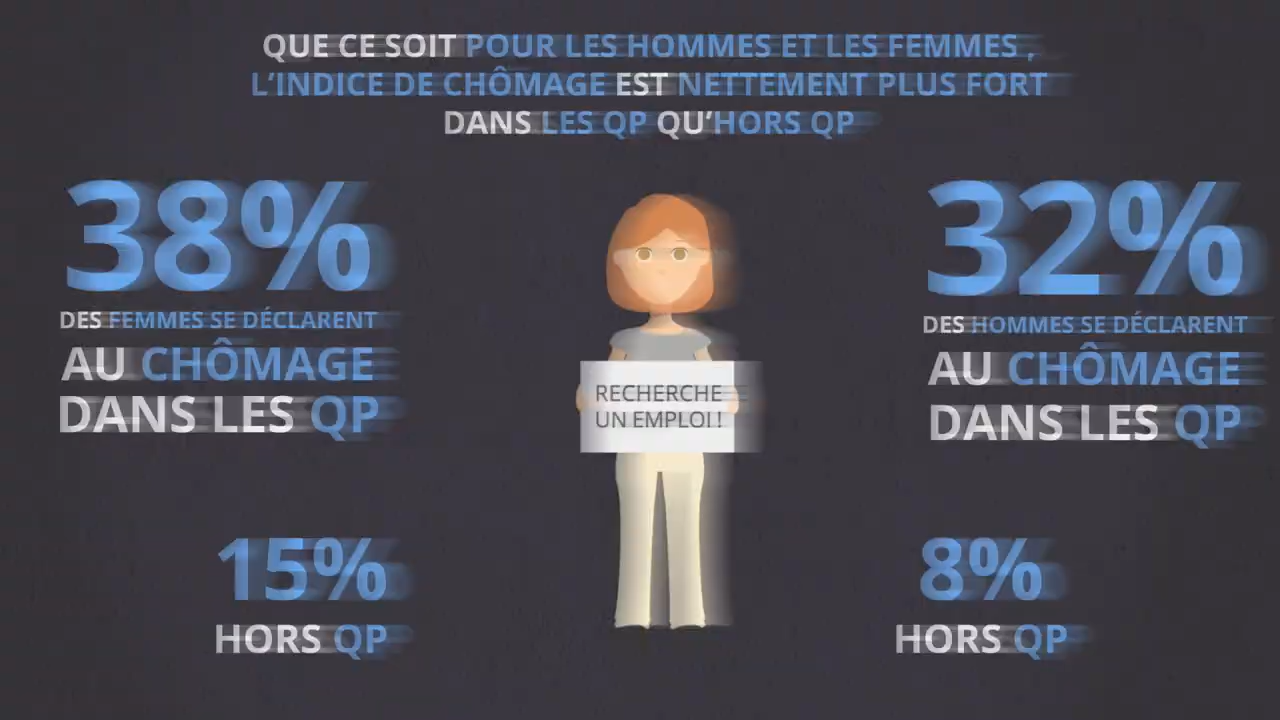 QUE CE SOIT POUR LES HOMMES ET LES FEMMES ,
L’INDICE DE CHÔMAGE EST NETTEMENT PLUS FORT
DANS LES QP QU’HORS QP
38%
DES FEMMES SE DÉCLARENT
AU CHÔMAGE
DANS LES QP
15%
HORS QP
RECHERCHE
UN EMPLOI !
32%
DES HOMMES SE DÉCLARENT
AU CHÔMAGE
DANS LES QP
8%
HORS QP